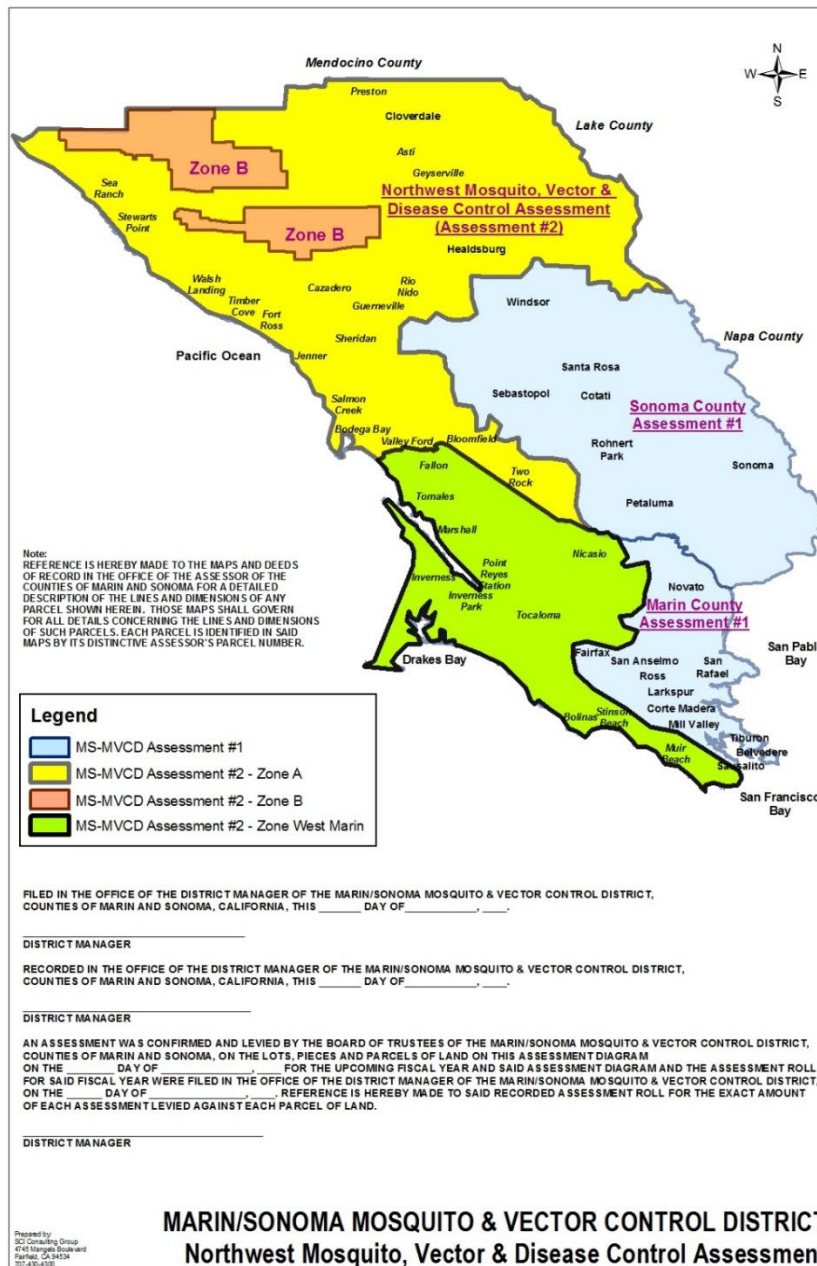 Mendocino County
N
W E
S
Preston
Cloverdale
Lake County
Asti
Zone B
Geyserville
Sea
Ranch
Northwest Mosquito, Vector &
Disease Control Assessment
(Assessment #2)
Stewarts
Point
Zone B
Healdsburg
Walsh
Landing
Cazadero
Rio
Nido
Windsor
Timber
Cove
Guerneville
Fort
Ross
Napa County
Sheridan
Pacific Ocean
Jenner
Santa Rosa
Sebastopol
Cotati
Salmon
Creek
Sonoma County
Assessment #1
Bodega Bay
Valley Ford
Bloomfield
Rohnert
Park
Fallon
Two
Rock
Sonoma
Tomales
Petaluma
Marshall
Nicasio
Point
Reyes
Station
Inverness
Novato
Inverness
Park
Marin County
Assessment #1
Tocaloma
Note:
REFERENCE IS HEREBY MADE TO THE MAPS AND DEEDS
OF RECORD IN THE OFFICE OF THE ASSESSOR OF THE
COUNTIES OF MARIN AND SONOMA FOR A DETAILED
DESCRIPTION OF THE LINES AND DIMENSIONS OF ANY
PARCEL SHOWN HEREIN. THOSE MAPS SHALL GOVERN
FOR ALL DETAILS CONCERNING THE LINES AND DIMENSIONS
OF SUCH PARCELS. EACH PARCEL IS IDENTIFIED IN SAID
MAPS BY ITS DISTINCTIVE ASSESSOR'S PARCEL NUMBER.
Drakes Bay
Fairfax
San Anselmo
Ross
San
Rafael
San Pabl
Bay
Larkspur
Corte Madera
Mill Valley
Bolinas
Stinson
Beach
Tiburon
Belvedere
Muir
Beach
Sausalito
San Francisco
Bay
Legend
MS-MVCD Assessment #1
MS-MVCD Assessment #2 - Zone A
MS-MVCD Assessment #2 - Zone B
MS-MVCD Assessment #2 - Zone West Marin
FILED IN THE OFFICE OF THE DISTRICT MANAGER OF THE MARIN/SONOMA MOSQUITO & VECTOR CONTROL DISTRICT,
COUNTIES OF MARIN AND SONOMA, CALIFORNIA, THIS ______ DAY OF __________, ____.
DISTRICT MANAGER
RECORDED IN THE OFFICE OF THE DISTRICT MANAGER OF THE MARIN/SONOMA MOSQUITO & VECTOR CONTROL DISTRICT,
COUNTIES OF MARIN AND SONOMA, CALIFORNIA, THIS ______ DAY OF __________, ____.
DISTRICT MANAGER
AN ASSESSMENT WAS CONFIRMED AND LEVIED BY THE BOARD OF TRUSTEES OF THE MARIN/SONOMA MOSQUITO & VECTOR CONTROL DISTRICT,
COUNTIES OF MARIN AND SONOMA, ON THE LOTS, PIECES AND PARCELS OF LAND ON THIS ASSESSMENT DIAGRAM
ON THE _______ DAY OF _____________, ____ FOR THE UPCOMING FISCAL YEAR AND SAID ASSESSMENT DIAGRAM AND THE ASSESSMENT ROLL
FOR SAID FISCAL YEAR WERE FILED IN THE OFFICE OF THE DISTRICT MANAGER OF THE MARIN/SONOMA MOSQUITO & VECTOR CONTROL DISTRICT,
ON THE _____ DAY OF ______________, ____. REFERENCE IS HEREBY MADE TO SAID RECORDED ASSESSMENT ROLL FOR THE EXACT AMOUNT
OF EACH ASSESSMENT LEVIED AGAINST EACH PARCEL OF LAND.
DISTRICT MANAGER
Prepared by:
SCI Consulting Group
4745 Mangels Boulevard
Fairfield, CA 94534
707-430-4300
MARIN/SONOMA MOSQUITO & VECTOR CONTROL DISTRICT
Northwest Mosquito, Vector & Disease Control Assessmen